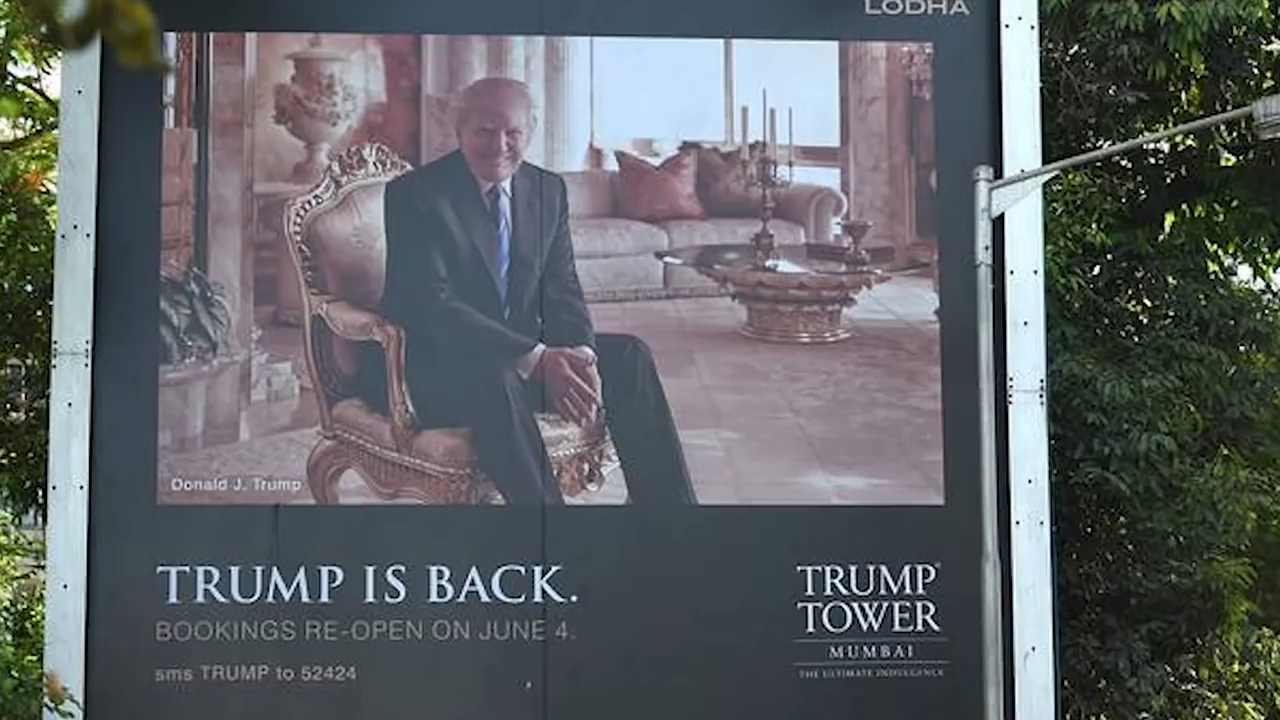 LODHA
Donald J. Trump
TRUMP IS BACK.
BOOKINGS RE-OPEN ON JUNE 4.
sms TRUMP to 52424
TRUMP®
TOWER
MUMBAI
THE ULTIMATE INDULGENCE